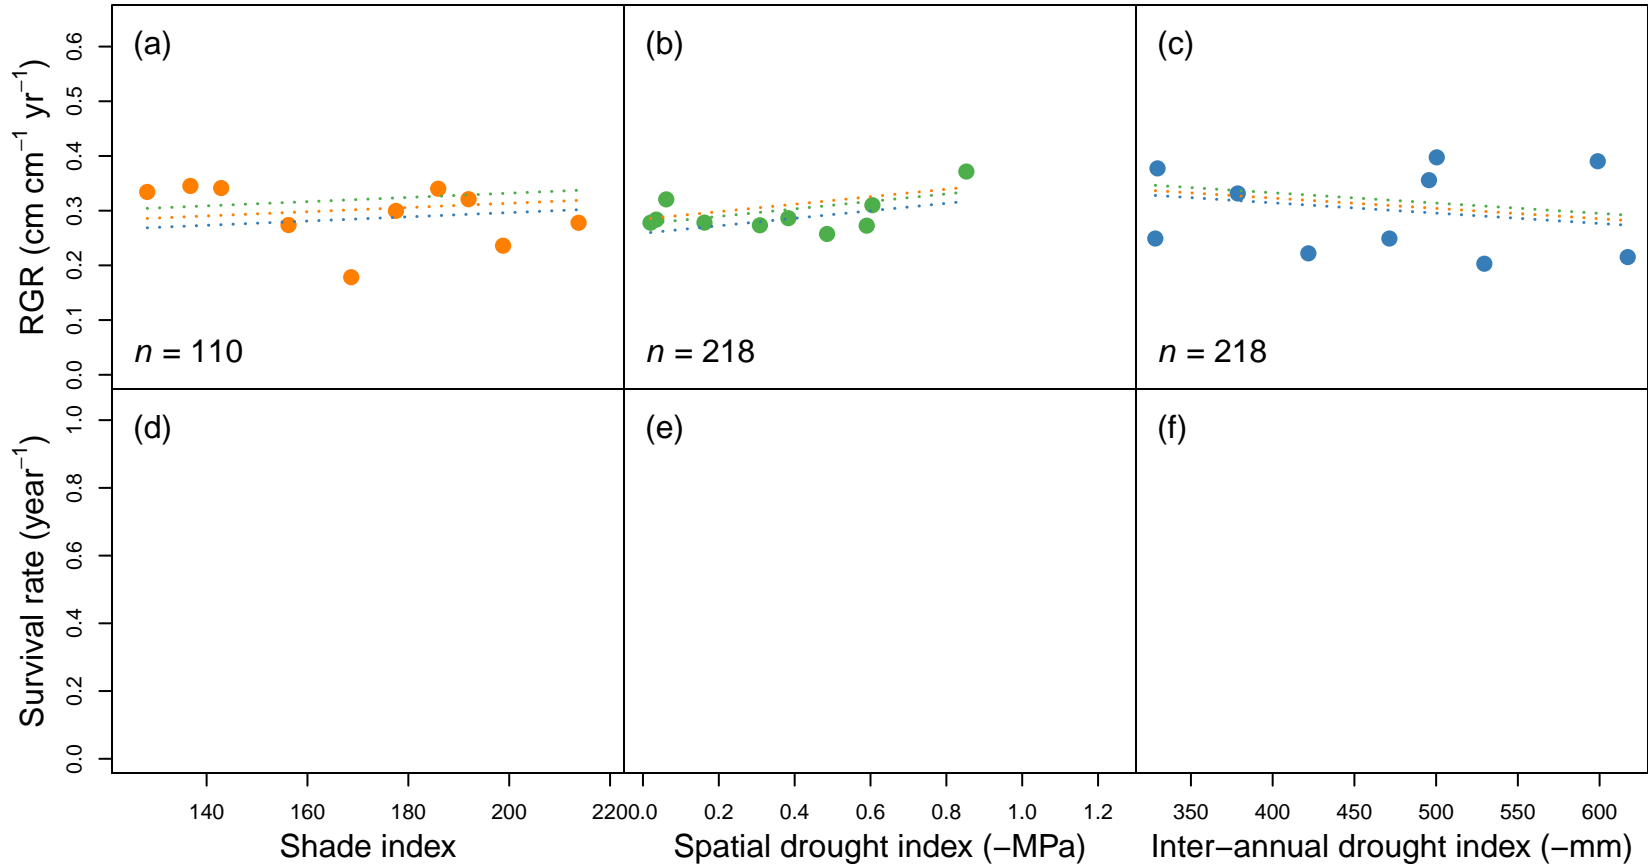 (a) (b) (c)
RGR (cm cm⁻¹ yr⁻¹)
0.6
0.5
0.4
0.3
0.2
0.1
0.0
n = 110 n = 218 n = 218
(d) (e) (f)
Survival rate (year⁻¹)
1.0
0.8
0.6
0.4
0.2
0.0
140 160 180 200 220 0.0 0.2 0.4 0.6 0.8 1.0 1.2 350 400 450 500 550 600
Shade index Spatial drought index (−MPa) Inter−annual drought index (−mm)